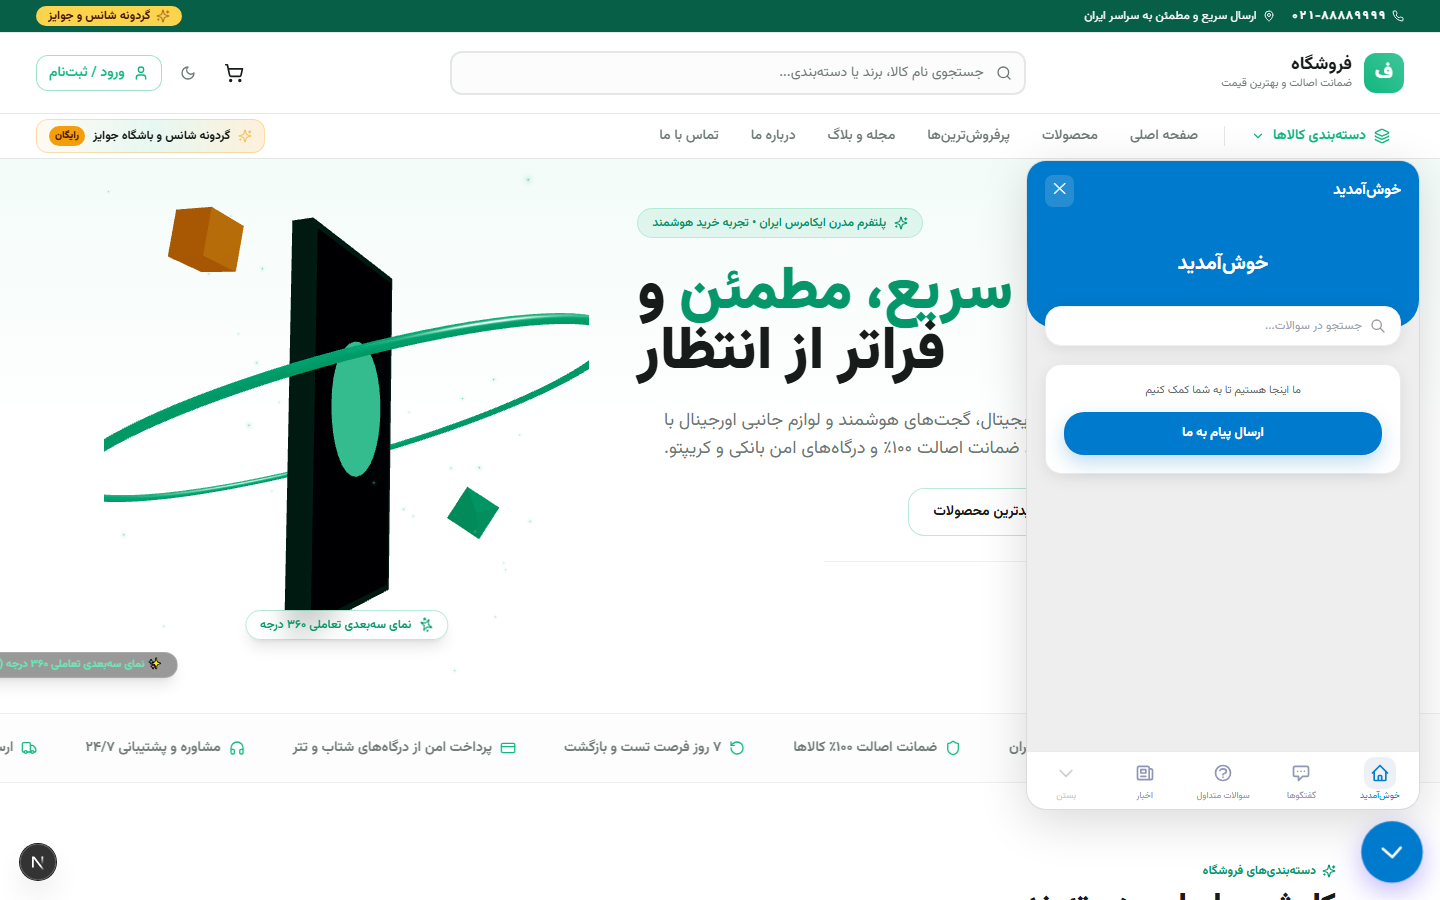 ۰۲۱-۸۸۸۸۹۹۹۹
ارسال سریع و مطمئن به سراسر ایران
گردونه شانس و جوایز
ف
فروشگاه
ضمانت اصالت و بهترین قیمت
جستجوی نام کالا، برند یا دسته‌بندی...
ورود / ثبت‌نام
دسته‌بندی کالاها
صفحه اصلی
محصولات
پرفروش‌ترین‌ها
مجله و بلاگ
درباره ما
تماس با ما
گردونه شانس و باشگاه جوایز
رایگان
پلتفرم مدرن ایکامرس ایران • تجربه خرید هوشمند
سریع، مطمئن و
فراتر از انتظار
گجت‌های هوشمند و لوازم جانبی اورجینال با
ضمانت اصالت ۱۰۰٪ و درگاه‌های امن بانکی و کریپتو.
محصولات
نمای سه‌بعدی تعاملی ۳۶۰ درجه
نمای سه‌بعدی تعاملی ۳۶۰ درجه (
خوش‌آمدید
خوش‌آمدید
جستجو در سوالات...
ما اینجا هستیم تا به شما کمک کنیم
ارسال پیام به ما
خوش‌آمدید
گفتگوها
سوالات متداول
اخبار
بستن
ضمانت اصالت ۱۰۰٪ کالاها
۷ روز فرصت تست و بازگشت
پرداخت امن از درگاه‌های شتاب و تتر
مشاوره و پشتیبانی ۲۴/۷
N
دسته‌بندی‌های فروشگاه